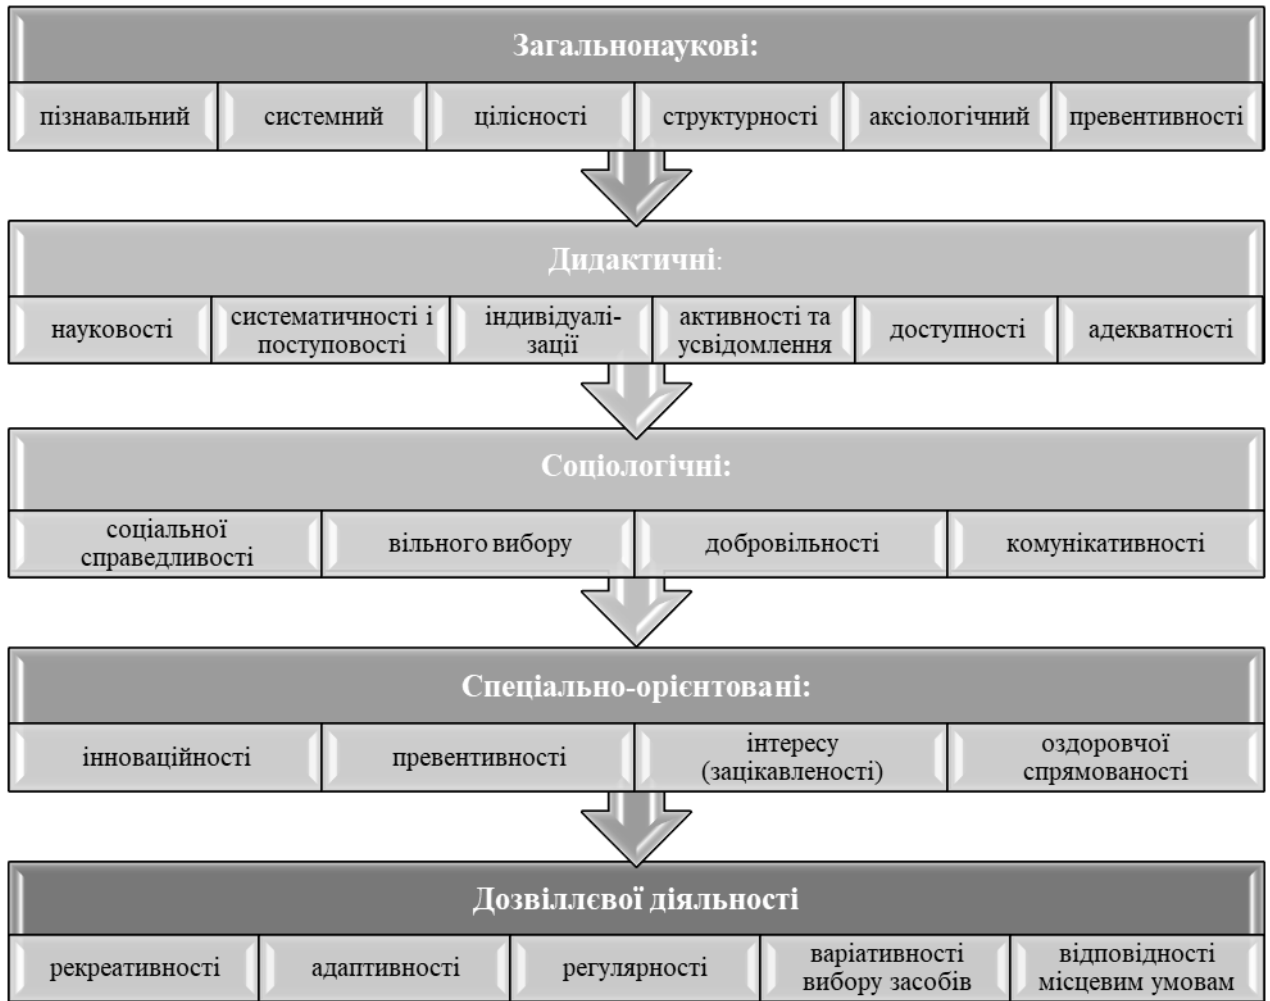 Загальнонаукові:
пізнавальний
системний
цілісності
структурності
аксіологічний
превентивності
Дидактичні:
науковості
систематичності і
поступовості
індивідуалі-
зації
активності та
усвідомлення
доступності
адекватності
Соціологічні:
соціальної
справедливості
вільного вибору
добровільності
комунікативності
Спеціально-орієнтовані:
інноваційності
превентивності
інтересу
(зацікавленості)
оздоровчої
спрямованості
Дозвіллєвої діяльності
рекреативності
адаптивності
регулярності
варіативності
вибору засобів
відповідності
місцевим умовам